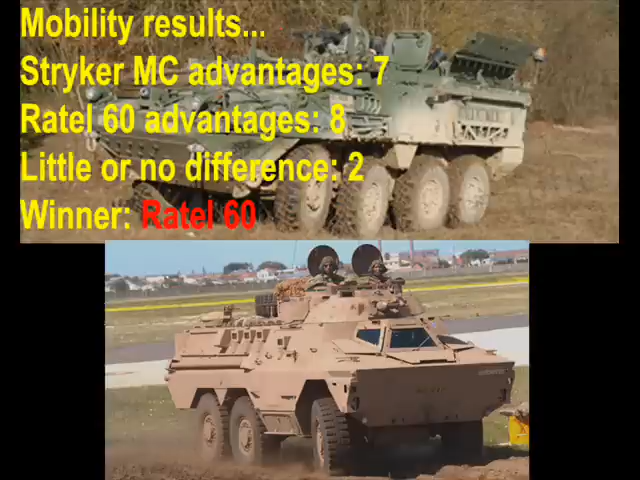 Mobility results...
Stryker MC advantages: 7
Ratel 60 advantages: 8
Little or no difference: 2
Winner: Ratel 60